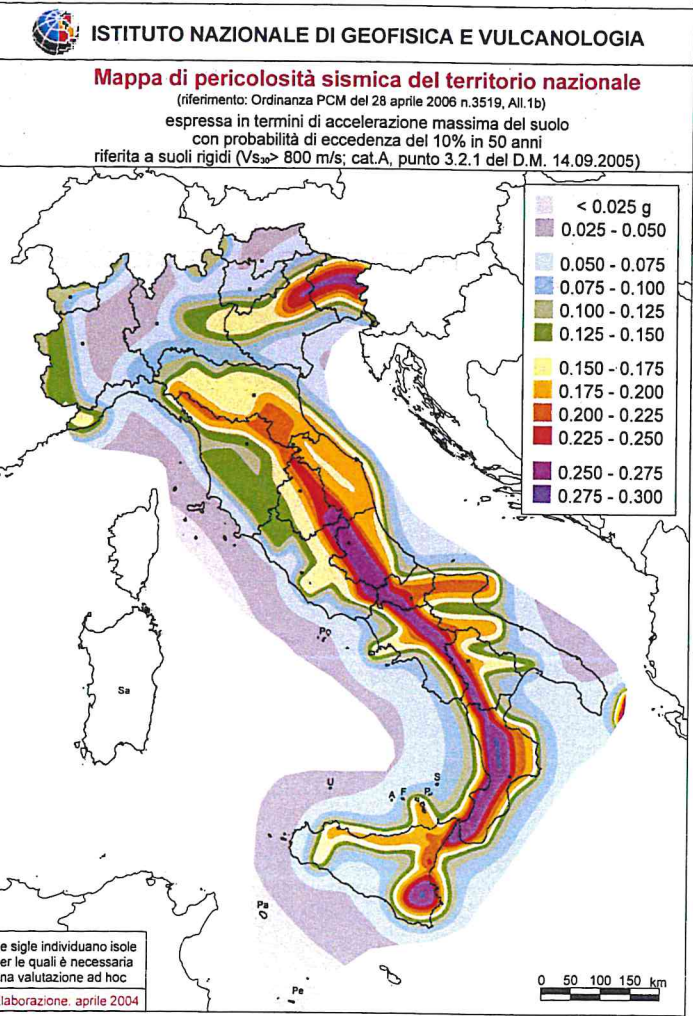 ISTITUTO NAZIONALE DI GEOFISICA E VULCANOLOGIA
Mappa di pericolosità sismica del territorio nazionale
(riferimento: Ordinanza PCM del 28 aprile 2006 n.3519, All.1b)
espressa in termini di accelerazione massima del suolo
con probabilità di eccedenza del 10% in 50 anni
riferita a suoli rigidi (Vs₃₀> 800 m/s; cat.A, punto 3.2.1 del D.M. 14.09.2005)
< 0.025 g
0.025 - 0.050
0.050 - 0.075
0.075 - 0.100
0.100 - 0.125
0.125 - 0.150
0.150 - 0.175
0.175 - 0.200
0.200 - 0.225
0.225 - 0.250
0.250 - 0.275
0.275 - 0.300
Po
Sa
U
A F P S
Pa
Pe
e sigle individuano isole
er le quali è necessaria
na valutazione ad hoc
laborazione. aprile 2004
0 50 100 150 km